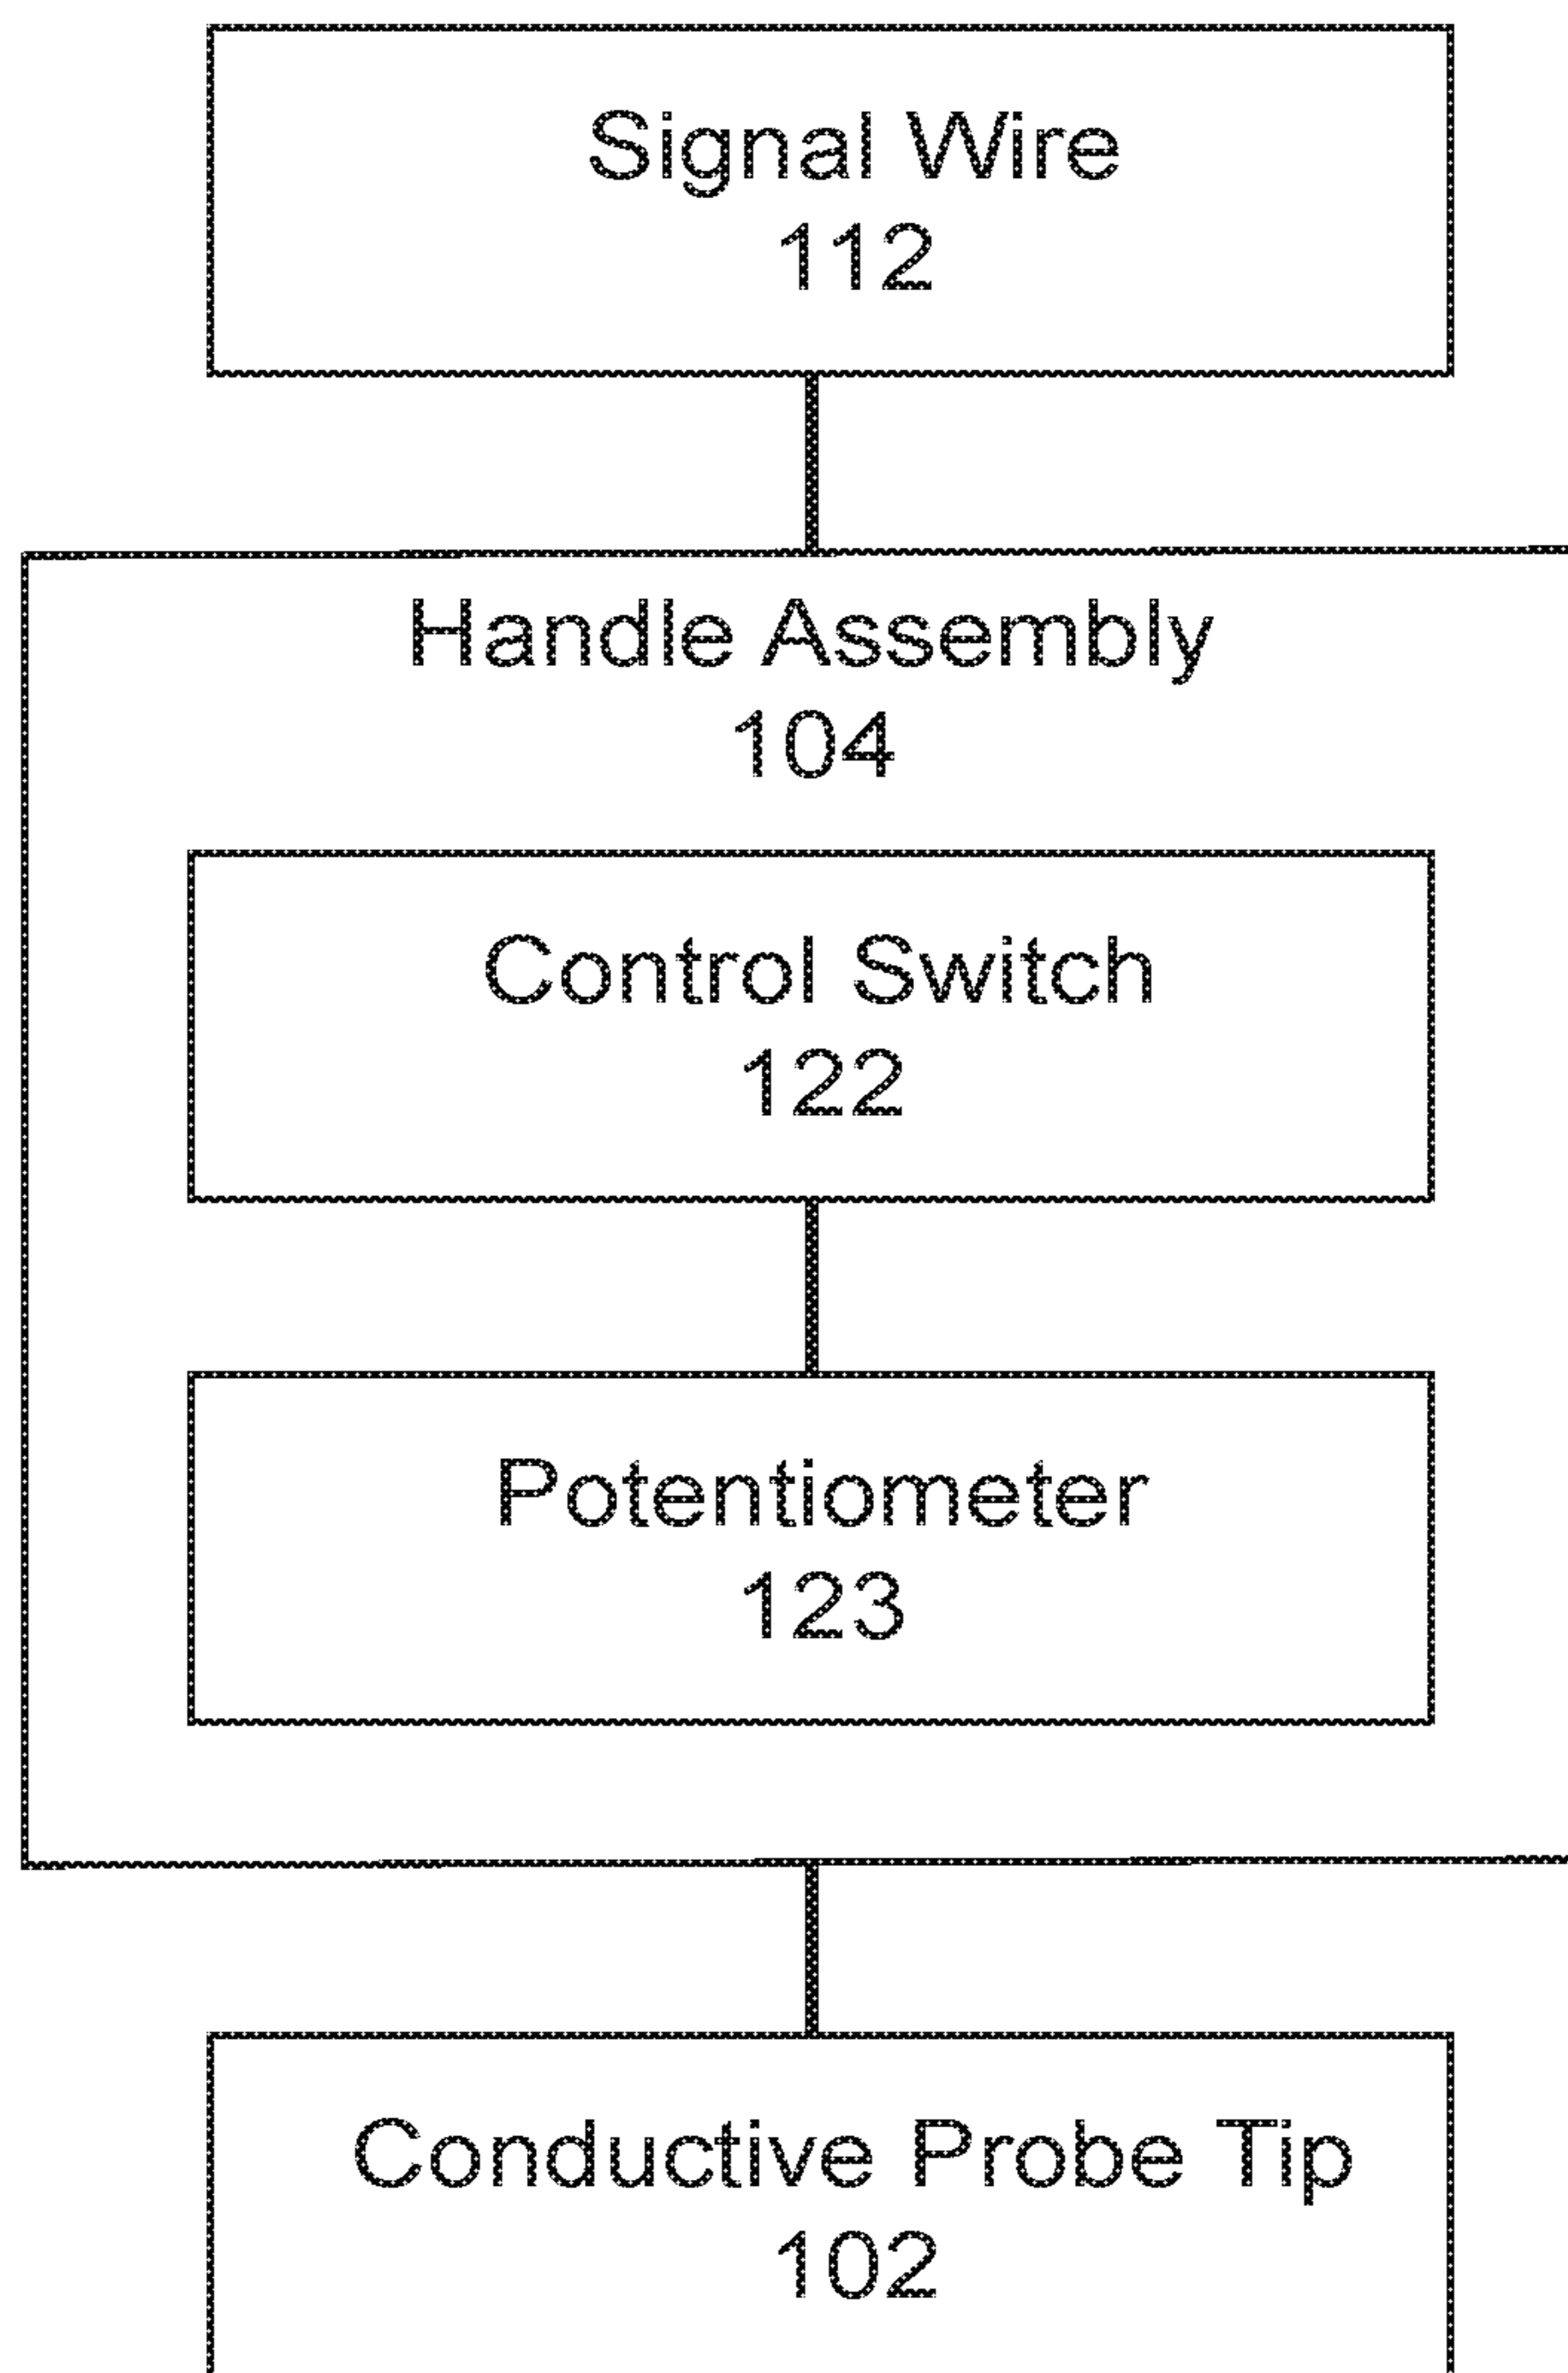 Signal Wire
112
Handle Assembly
104
Control Switch
122
Potentiometer
123
Conductive Probe Tip
102